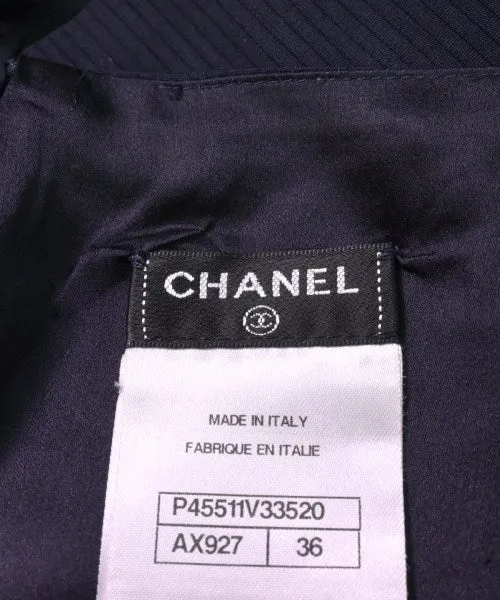 CHANEL
MADE IN ITALY
FABRIQUE EN ITALIE
P45511V33520
AX927 36